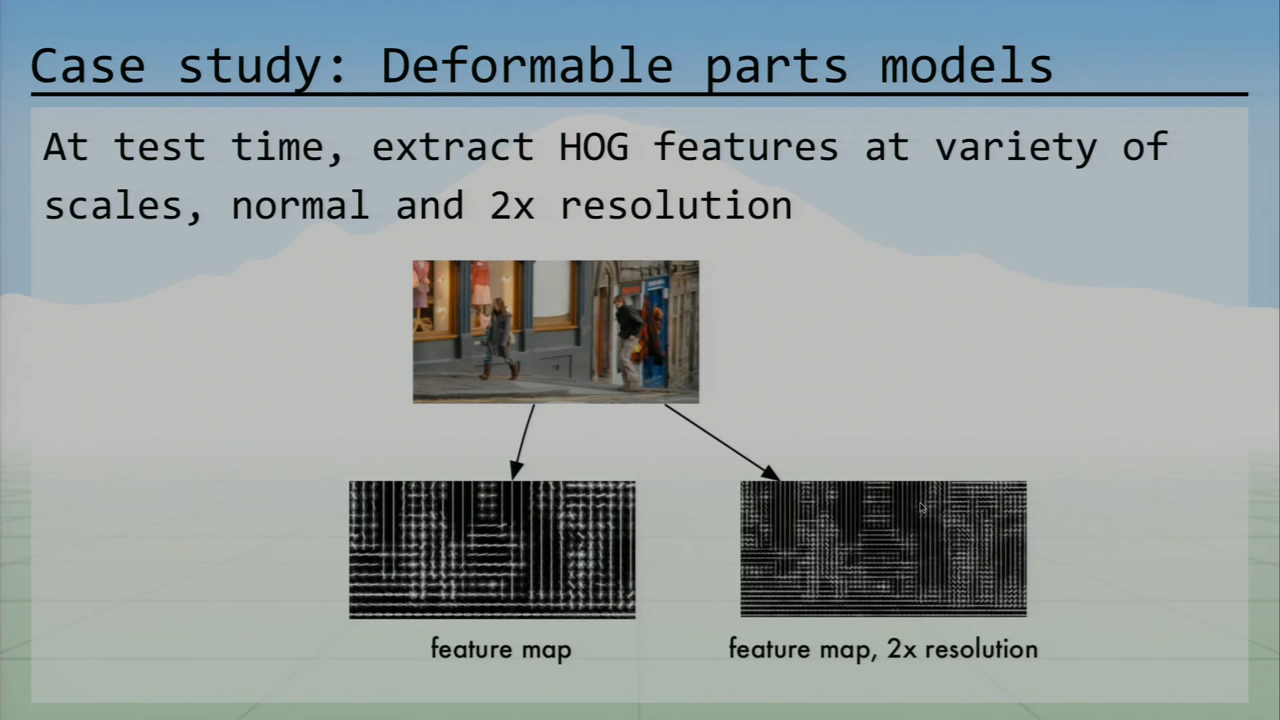 Case study: Deformable parts models
At test time, extract HOG features at variety of
scales, normal and 2x resolution
feature map
feature map, 2x resolution